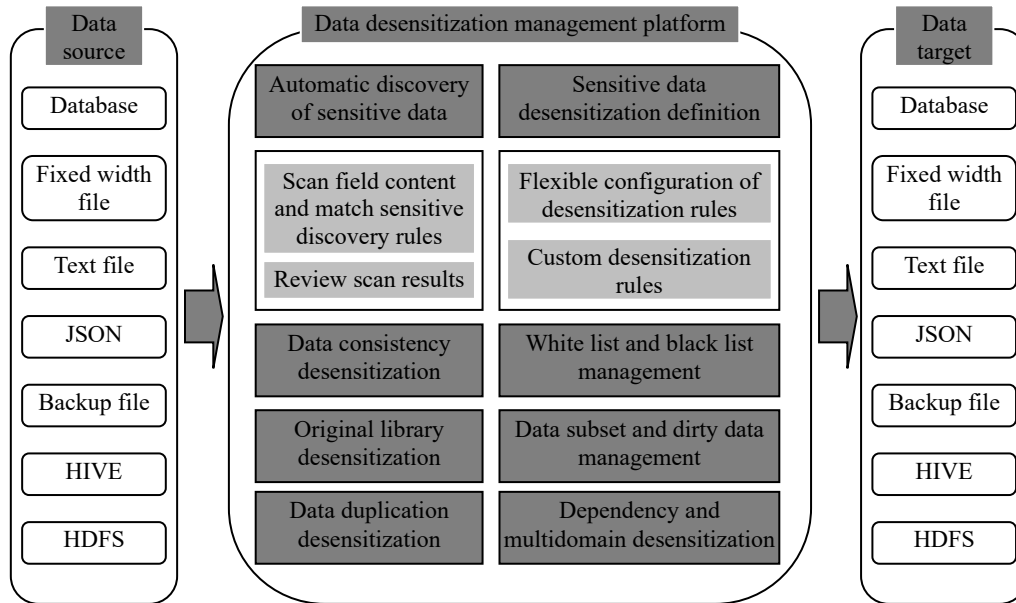 Data
source
Database
Fixed width
file
Text file
JSON
Backup file
HIVE
HDFS
Data desensitization management platform
Automatic discovery
of sensitive data
Sensitive data
desensitization definition
Scan field content
and match sensitive
discovery rules
Review scan results
Flexible configuration of
desensitization rules
Custom desensitization
rules
Data consistency
desensitization
White list and black list
management
Original library
desensitization
Data subset and dirty data
management
Data duplication
desensitization
Dependency and
multidomain desensitization
Data
target
Database
Fixed width
file
Text file
JSON
Backup file
HIVE
HDFS